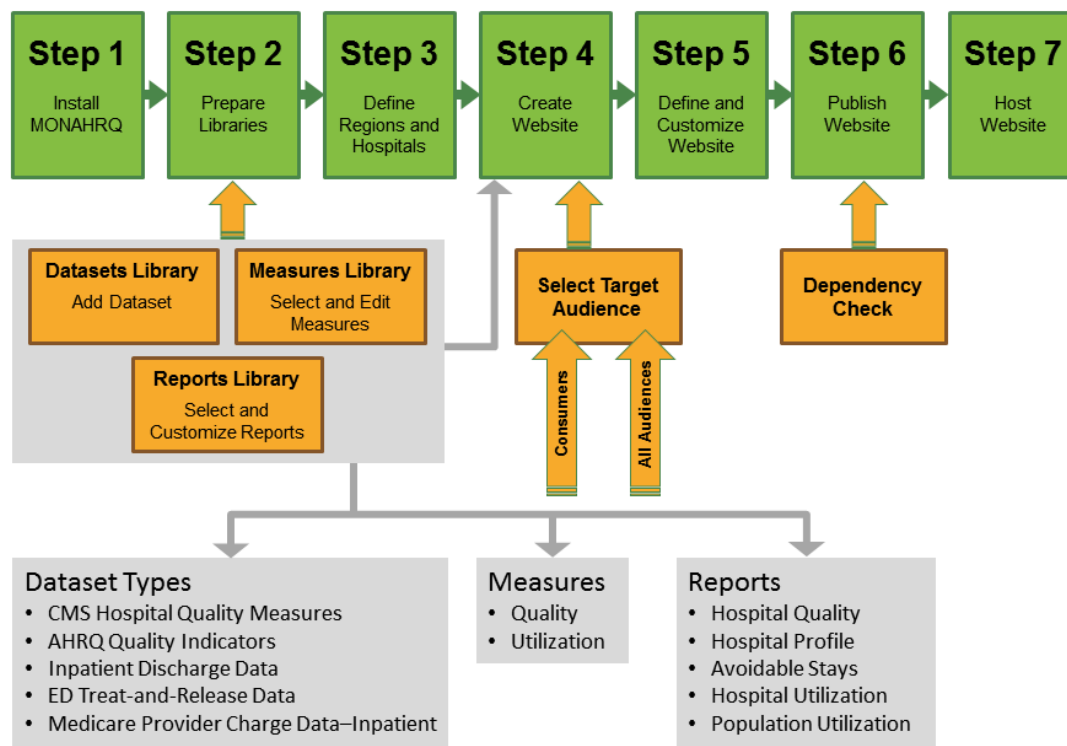 Step 1
Install
MONAHRQ
Step 2
Prepare
Libraries
Step 3
Define
Regions and
Hospitals
Step 4
Create
Website
Step 5
Define and
Customize
Website
Step 6
Publish
Website
Step 7
Host
Website
Datasets Library
Add Dataset
Measures Library
Select and Edit
Measures
Reports Library
Select and
Customize Reports
Select Target
Audience
Consumers
All Audiences
Dependency
Check
Dataset Types
• CMS Hospital Quality Measures
• AHRQ Quality Indicators
• Inpatient Discharge Data
• ED Treat-and-Release Data
• Medicare Provider Charge Data–Inpatient
Measures
• Quality
• Utilization
Reports
• Hospital Quality
• Hospital Profile
• Avoidable Stays
• Hospital Utilization
• Population Utilization